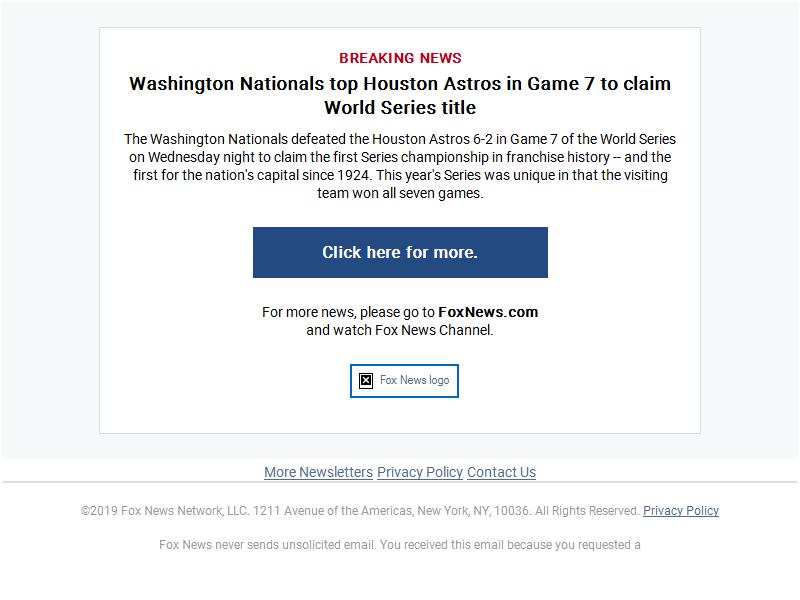 BREAKING NEWS
Washington Nationals top Houston Astros in Game 7 to claim
World Series title
The Washington Nationals defeated the Houston Astros 6-2 in Game 7 of the World Series
on Wednesday night to claim the first Series championship in franchise history -- and the
first for the nation's capital since 1924. This year's Series was unique in that the visiting
team won all seven games.
Click here for more.
For more news, please go to FoxNews.com
and watch Fox News Channel.
Fox News logo
More Newsletters Privacy Policy Contact Us
©2019 Fox News Network, LLC. 1211 Avenue of the Americas, New York, NY, 10036. All Rights Reserved. Privacy Policy
Fox News never sends unsolicited email. You received this email because you requested a